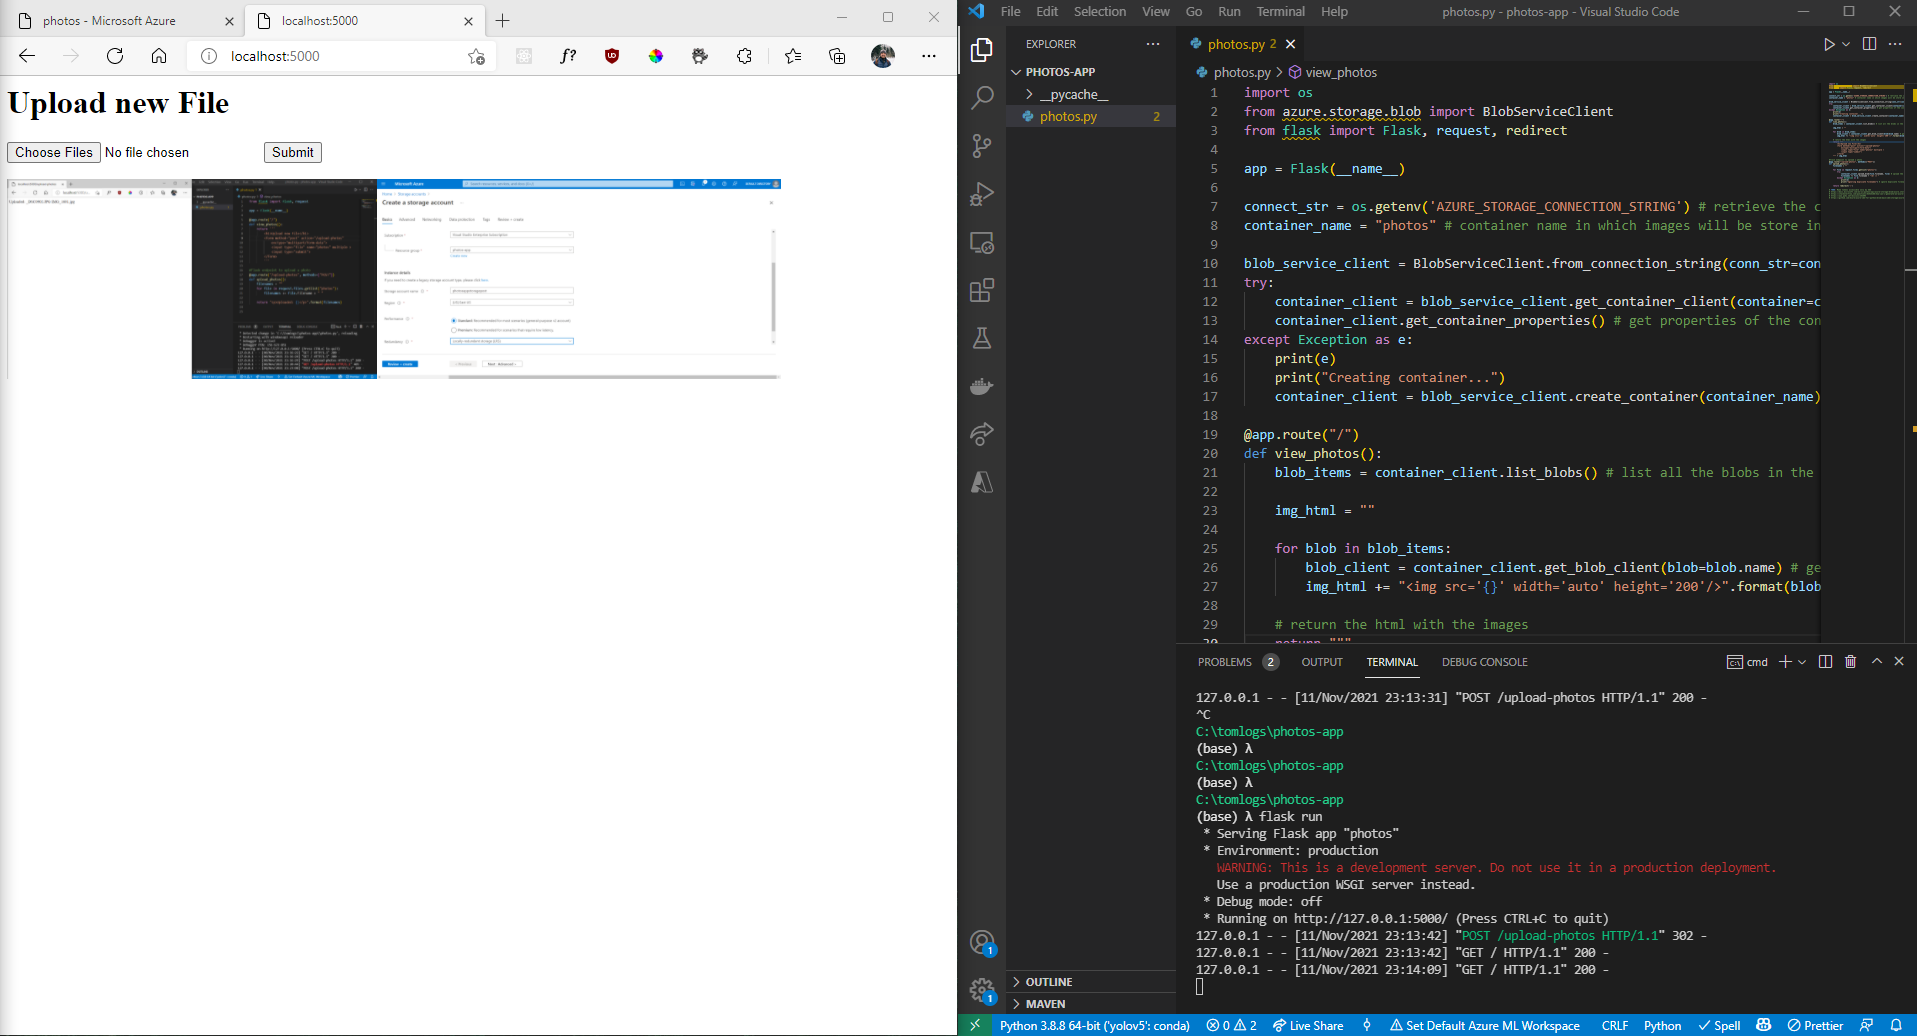 photos - Microsoft Azure
localhost:5000
localhost:5000
Upload new File
Choose Files No file chosen
Submit
Microsoft Azure
Create a storage account
File Edit Selection View Go Run Terminal Help
photos.py - photos-app - Visual Studio Code
EXPLORER
PHOTOS-APP
__pycache__
photos.py 2
photos.py 2
photos.py > view_photos
1 import os
2 from azure.storage.blob import BlobServiceClient
3 from flask import Flask, request, redirect
4
5 app = Flask(__name__)
6
7 connect_str = os.getenv('AZURE_STORAGE_CONNECTION_STRING') # retrieve the c
8 container_name = "photos" # container name in which images will be store in
9
10 blob_service_client = BlobServiceClient.from_connection_string(conn_str=con
11 try:
12 container_client = blob_service_client.get_container_client(container=c
13 container_client.get_container_properties() # get properties of the con
14 except Exception as e:
15 print(e)
16 print("Creating container...")
17 container_client = blob_service_client.create_container(container_name)
18
19 @app.route("/")
20 def view_photos():
21 blob_items = container_client.list_blobs() # list all the blobs in the
22
23 img_html = ""
24
25 for blob in blob_items:
26 blob_client = container_client.get_blob_client(blob=blob.name) # ge
27 img_html += "<img src='{}' width='auto' height='200'/>".format(blob
28
29 # return the html with the images
30 return """
PROBLEMS 2 OUTPUT TERMINAL DEBUG CONSOLE
cmd
127.0.0.1 - - [11/Nov/2021 23:13:31] "POST /upload-photos HTTP/1.1" 200 -
^C
C:\tomlogs\photos-app
(base) λ
C:\tomlogs\photos-app
(base) λ
C:\tomlogs\photos-app
(base) λ flask run
* Serving Flask app "photos"
* Environment: production
WARNING: This is a development server. Do not use it in a production deployment.
Use a production WSGI server instead.
* Debug mode: off
* Running on http://127.0.0.1:5000/ (Press CTRL+C to quit)
127.0.0.1 - - [11/Nov/2021 23:13:42] "POST /upload-photos HTTP/1.1" 302 -
127.0.0.1 - - [11/Nov/2021 23:13:42] "GET / HTTP/1.1" 200 -
127.0.0.1 - - [11/Nov/2021 23:14:09] "GET / HTTP/1.1" 200 -
1
1
OUTLINE
MAVEN
Python 3.8.8 64-bit ('yolov5': conda) 0 2 Live Share Set Default Azure ML Workspace CRLF Python Spell Prettier